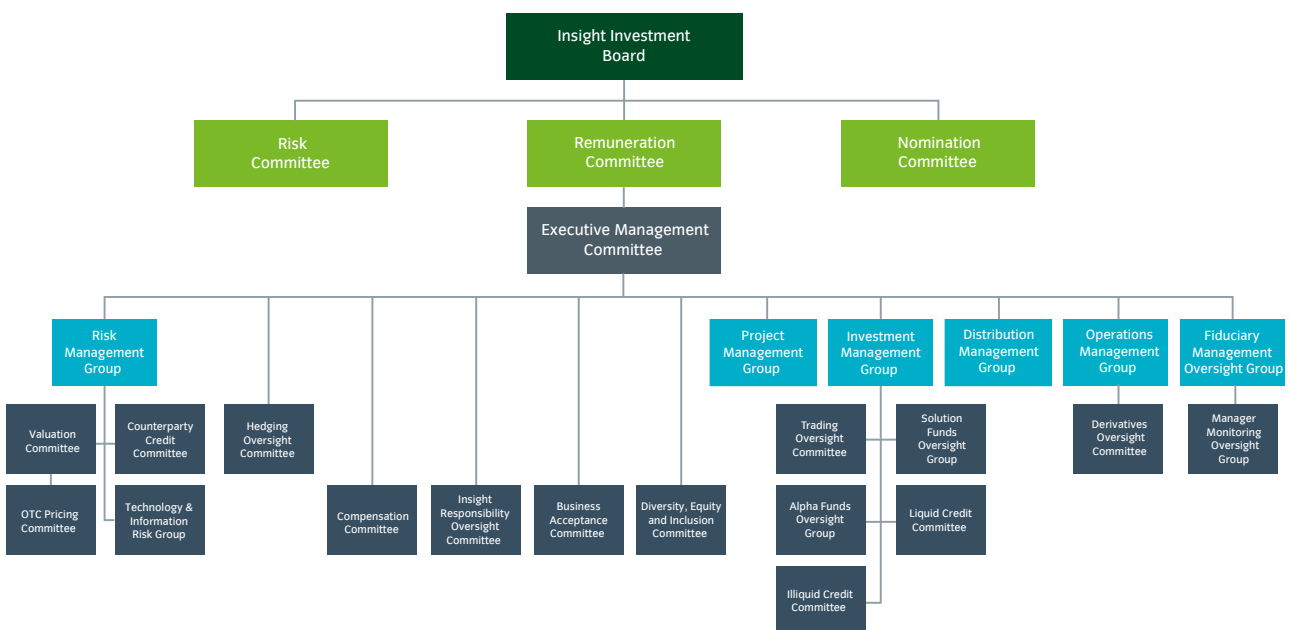 Insight Investment
Board
Risk
Committee
Remuneration
Committee
Nomination
Committee
Executive Management
Committee
Risk
Management
Group
Project
Management
Group
Investment
Management
Group
Distribution
Management
Group
Operations
Management
Group
Fiduciary
Management
Oversight Group
Valuation
Committee
Counterparty
Credit
Committee
Hedging
Oversight
Committee
Trading
Oversight
Committee
Solution
Funds
Oversight
Group
Derivatives
Oversight
Committee
Manager
Monitoring
Oversight
Group
OTC Pricing
Committee
Technology &
Information
Risk Group
Compensation
Committee
Insight
Responsibility
Oversight
Committee
Business
Acceptance
Committee
Diversity, Equity
and Inclusion
Committee
Alpha Funds
Oversight
Group
Liquid Credit
Committee
Illiquid Credit
Committee